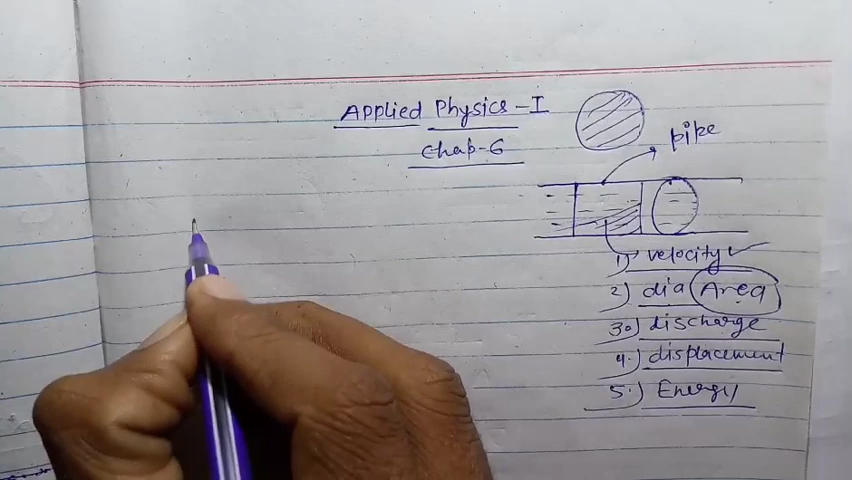 Applied Physics-I
Chap-6
pipe
1) velocity ✓
2) dia Area
3.) discharge
4.) displacement
5.) Energy